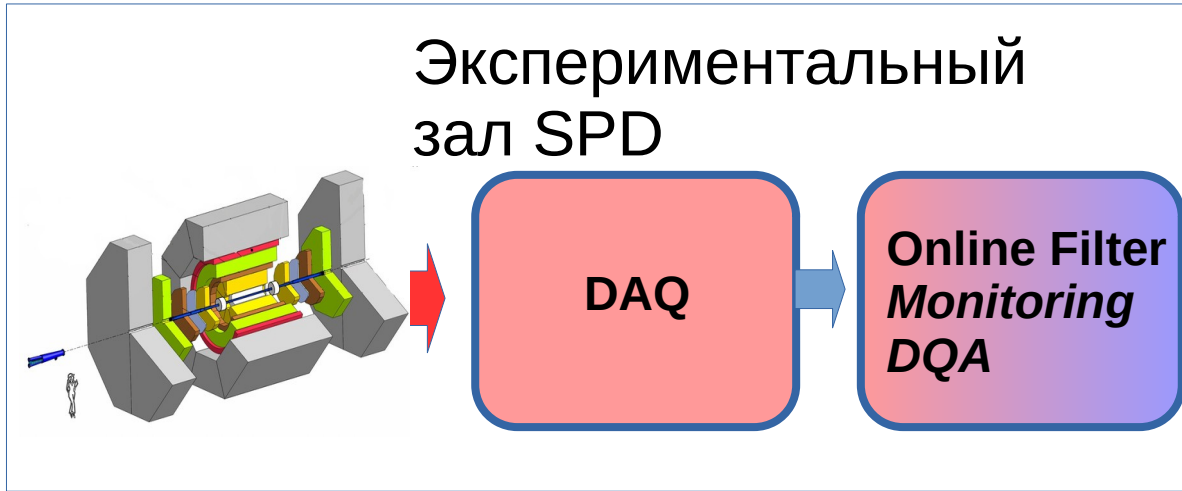 Экспериментальный
зал SPD
DAQ
Online Filter
Monitoring
DQA